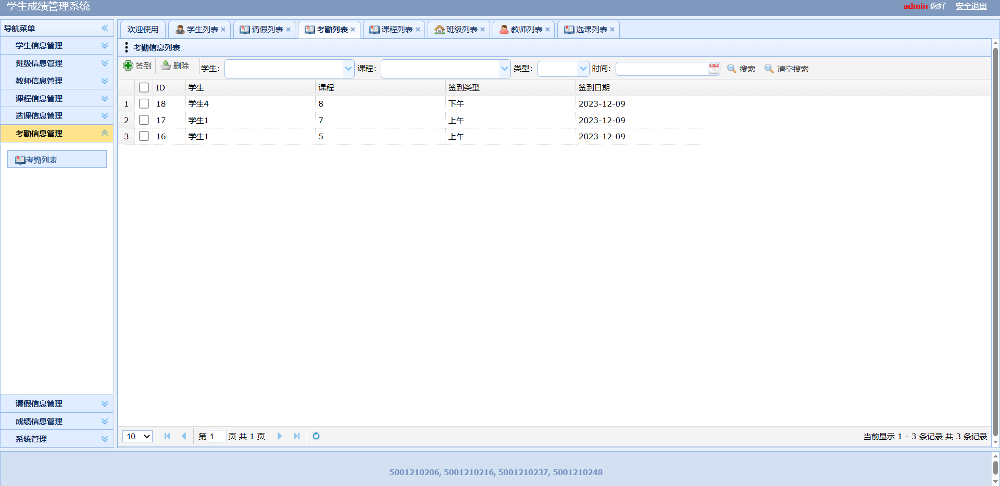 学生成绩管理系统
admin 您好 安全退出
导航菜单
学生信息管理
班级信息管理
教师信息管理
课程信息管理
选课信息管理
考勤信息管理
考勤列表
请假信息管理
成绩信息管理
系统管理
欢迎使用 学生列表 请假列表 考勤列表 课程列表 班级列表 教师列表 选课列表
考勤信息列表
签到 删除 学生: 课程: 类型: 时间: 搜索 清空搜索
ID 学生 课程 签到类型 签到日期
1 18 学生4 8 下午 2023-12-09
2 17 学生1 7 上午 2023-12-09
3 16 学生1 5 上午 2023-12-09
10 第 1 页 共 1 页 当前显示 1 - 3 条记录 共 3 条记录
5001210206, 5001210216, 5001210237, 5001210248